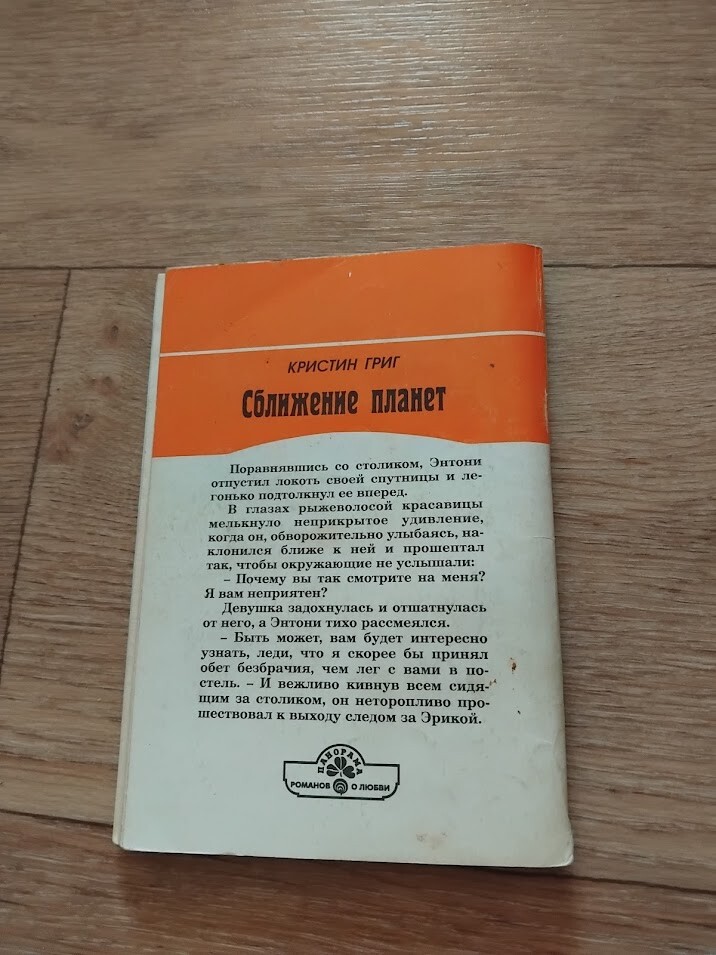 КРИСТИН ГРИГ
Сближение планет
Поравнявшись со столиком, Энтони
отпустил локоть своей спутницы и ле-
гонько подтолкнул ее вперед.
В глазах рыжеволосой красавицы
мелькнуло неприкрытое удивление,
когда он, обворожительно улыбаясь, на-
клонился ближе к ней и прошептал
так, чтобы окружающие не услышали:
– Почему вы так смотрите на меня?
Я вам неприятен?
Девушка задохнулась и отшатнулась
от него, а Энтони тихо рассмеялся.
– Быть может, вам будет интересно
узнать, леди, что я скорее бы принял
обет безбрачия, чем лег с вами в по-
стель. – И вежливо кивнув всем сидя-
щим за столиком, он неторопливо про-
шествовал к выходу следом за Эрикой.
ПАНОРАМА
РОМАНОВ О ЛЮБВИ